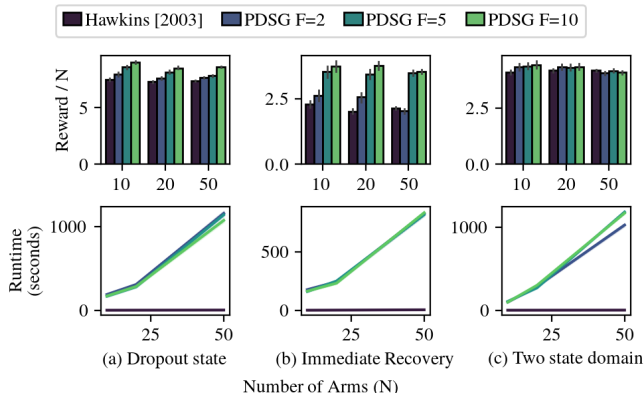 Hawkins [2003] PDSG F=2 PDSG F=5 PDSG F=10
Reward / N
5
0
10 20 50
2.5
0.0
10 20 50
2.5
0.0
10 20 50
Runtime
(seconds)
1000
0
25 50
500
0
25 50
1000
0
25 50
(a) Dropout state (b) Immediate Recovery (c) Two state domain
Number of Arms (N)